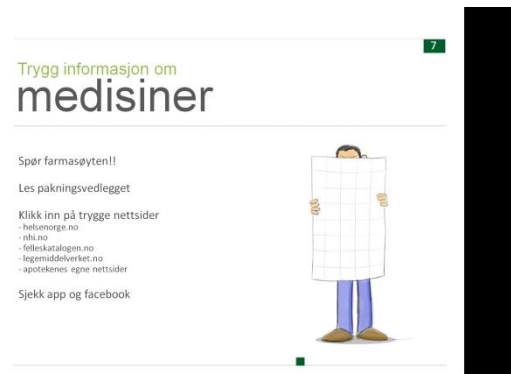 7
Trygg informasjon om
medisiner
Spør farmasøyten!!
Les pakningsvedlegget
Klikk inn på trygge nettsider
- helsenorge.no
- nhi.no
- felleskatalogen.no
- legemiddelverket.no
- apotekenes egne nettsider
Sjekk app og facebook